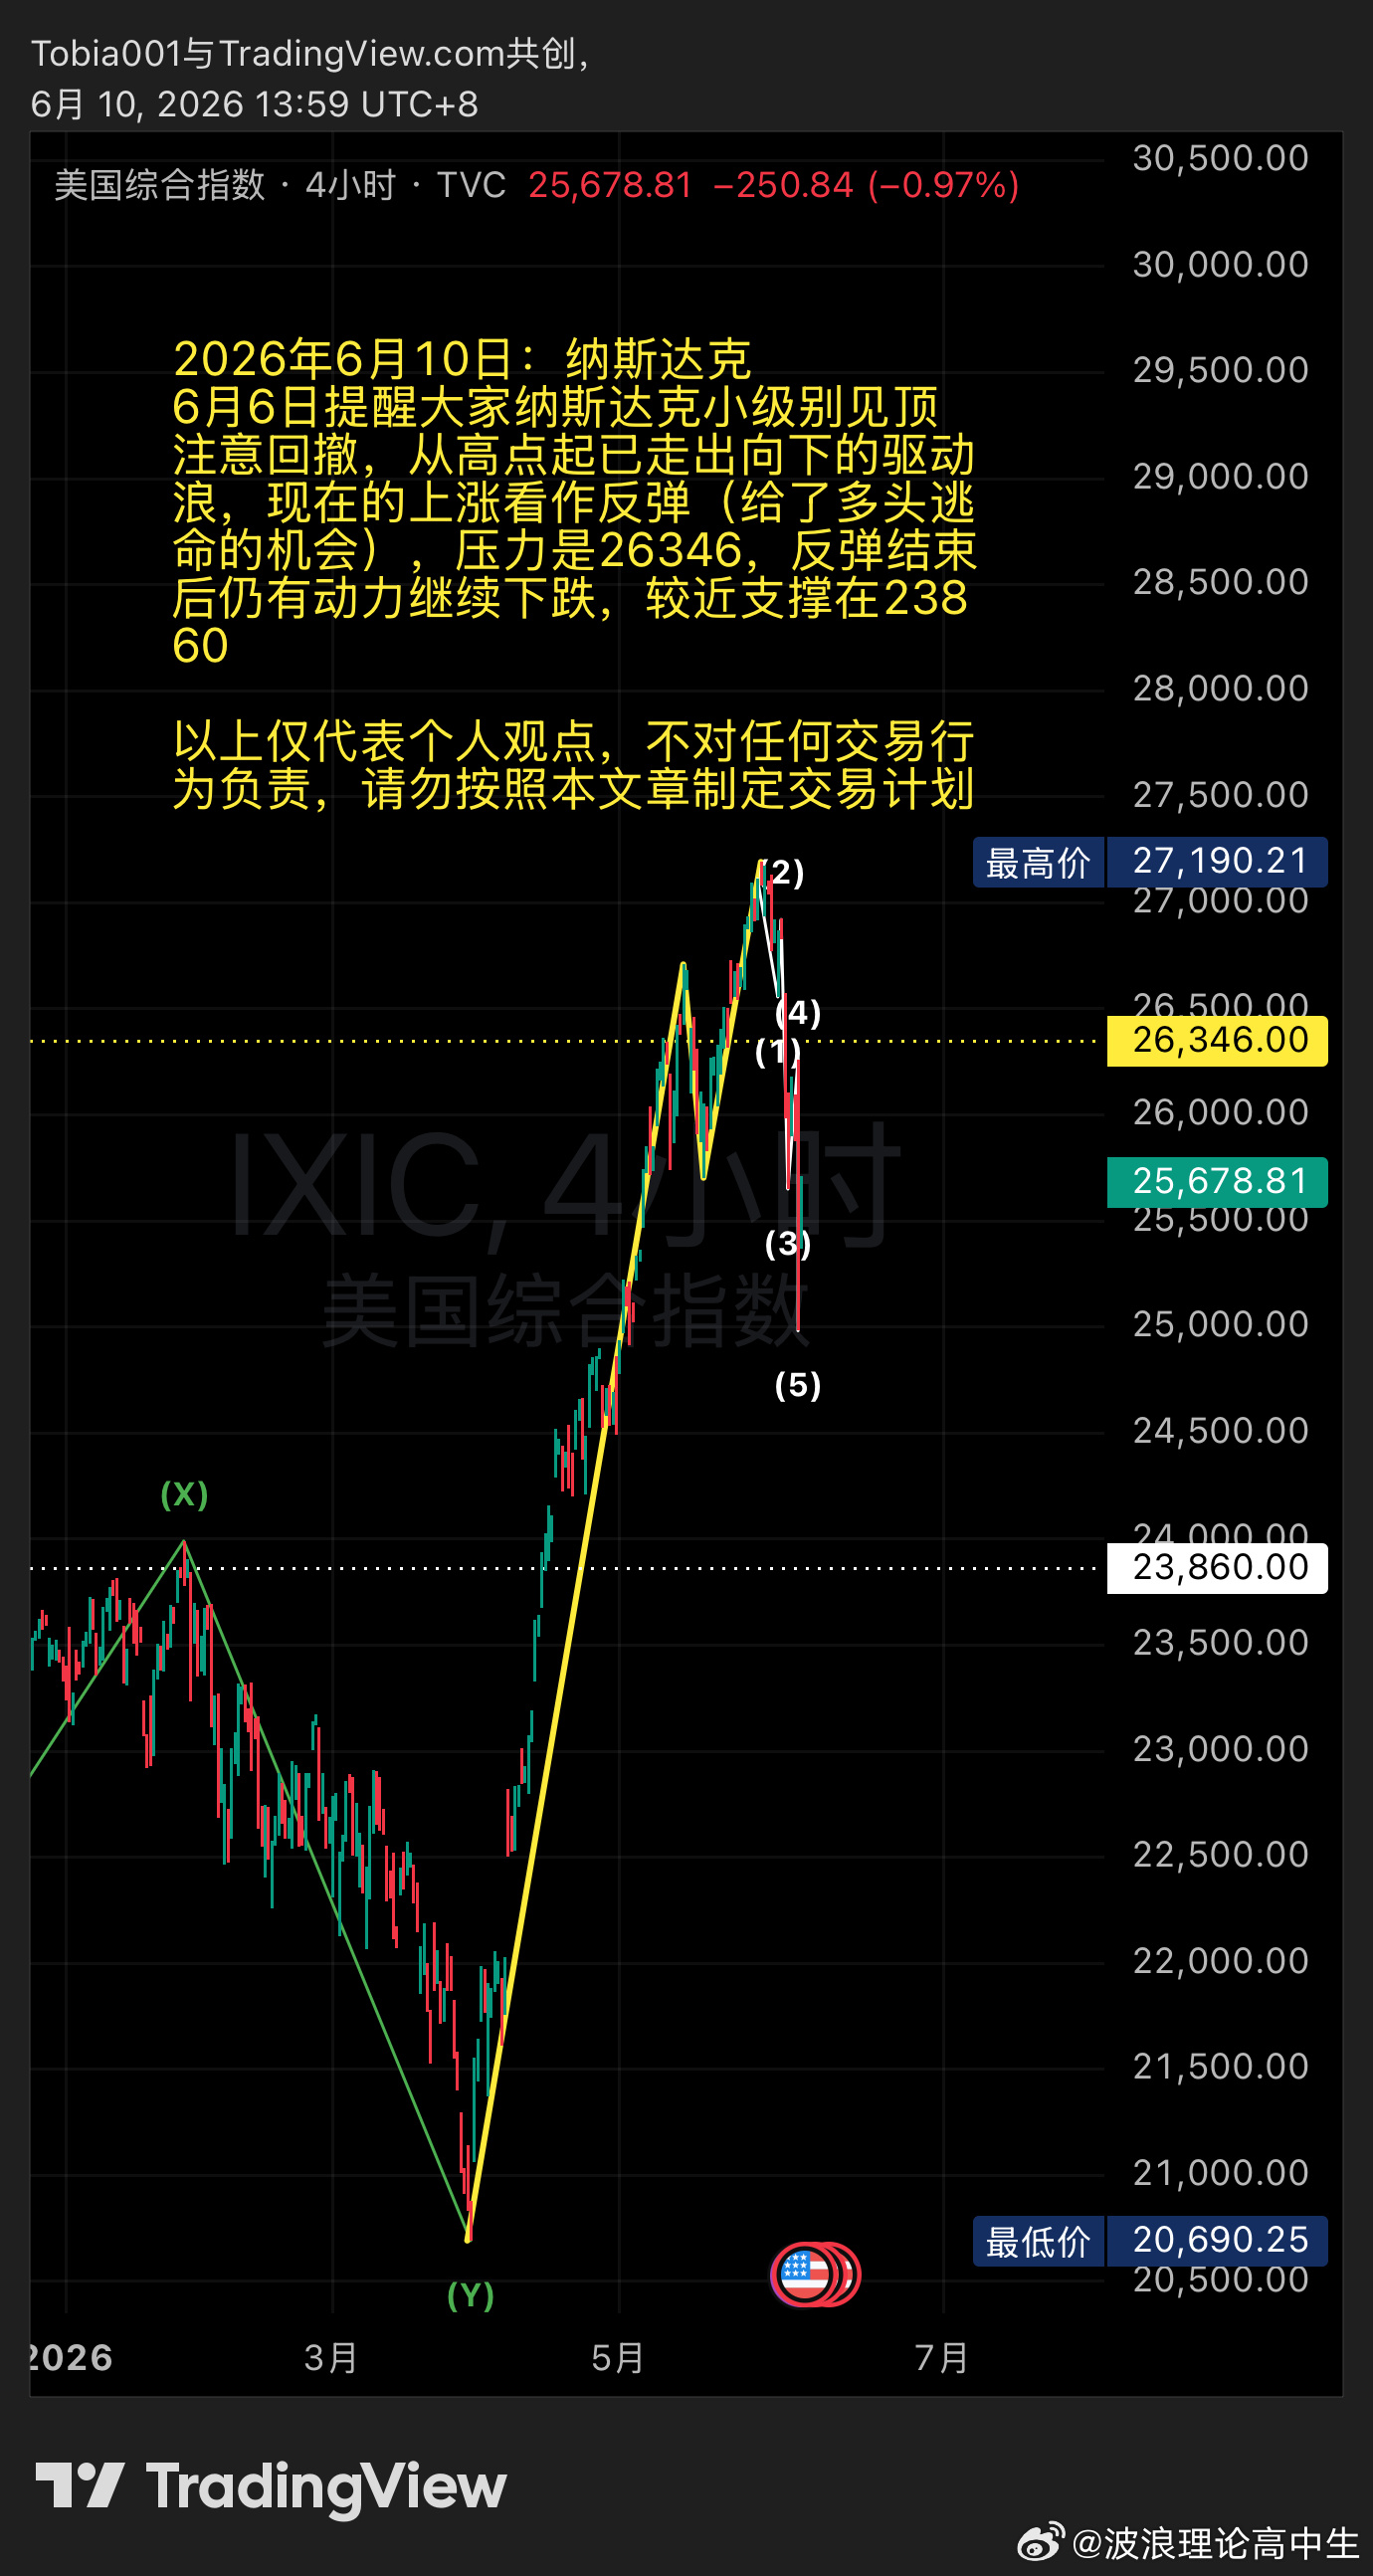 Tobia001与TradingView.com共创，
6月 10, 2026 13:59 UTC+8
美国综合指数 · 4小时 · TVC 25,678.81 −250.84 (−0.97%)
30,500.00
30,000.00
2026年6月10日：纳斯达克
29,500.00
6月6日提醒大家纳斯达克小级别见顶
注意回撤，从高点起已走出向下的驱动
29,000.00
浪，现在的上涨看作反弹（给了多头逃
命的机会），压力是26346，反弹结束
28,500.00
后仍有动力继续下跌，较近支撑在238
60
28,000.00
以上仅代表个人观点，不对任何交易行
为负责，请勿按照本文章制定交易计划
27,500.00
最高价 27,190.21
(2)
27,000.00
26,500.00
(4)
26,346.00
(1)
26,000.00
IXIC, 4小时
25,678.81
25,500.00
(3)
美国综合指数
25,000.00
(5)
24,500.00
(X)
24,000.00
23,860.00
23,500.00
23,000.00
22,500.00
22,000.00
21,500.00
21,000.00
最低价 20,690.25
20,500.00
(Y)
2026 3月 5月 7月
TradingView
@波浪理论高中生